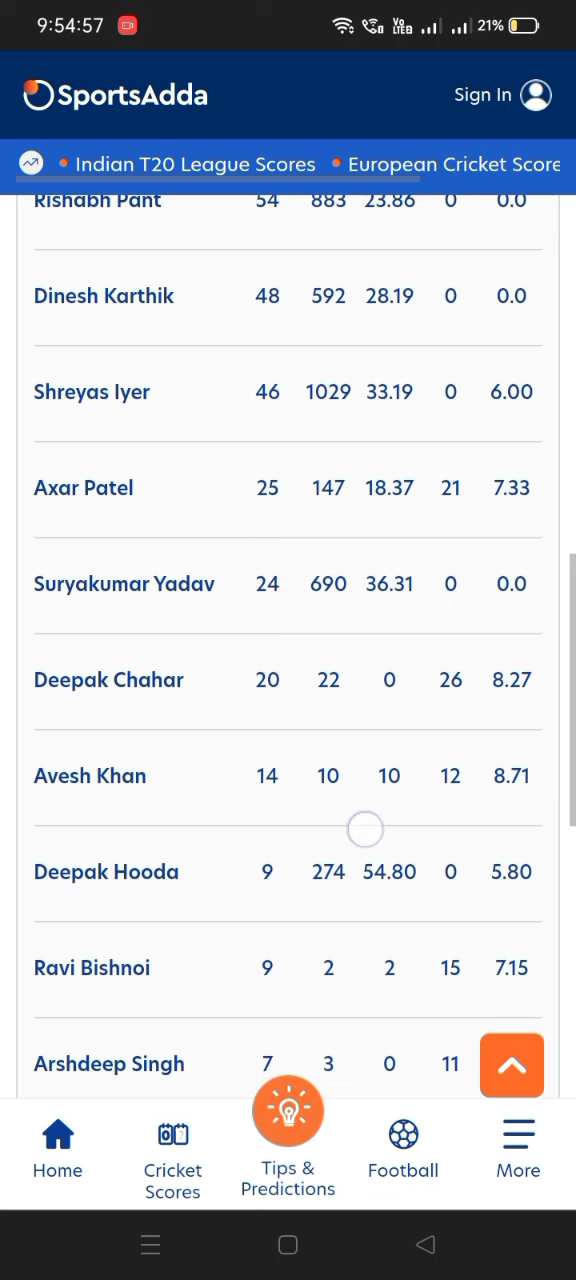 9:54:57 Vo LTE2 21%
SportsAdda Sign In
Indian T20 League Scores European Cricket Score
Rishabh Pant 54 883 23.86 0 0.0
Dinesh Karthik 48 592 28.19 0 0.0
Shreyas Iyer 46 1029 33.19 0 6.00
Axar Patel 25 147 18.37 21 7.33
Suryakumar Yadav 24 690 36.31 0 0.0
Deepak Chahar 20 22 0 26 8.27
Avesh Khan 14 10 10 12 8.71
Deepak Hooda 9 274 54.80 0 5.80
Ravi Bishnoi 9 2 2 15 7.15
Arshdeep Singh 7 3 0 11
Home Cricket Scores Tips & Predictions Football More